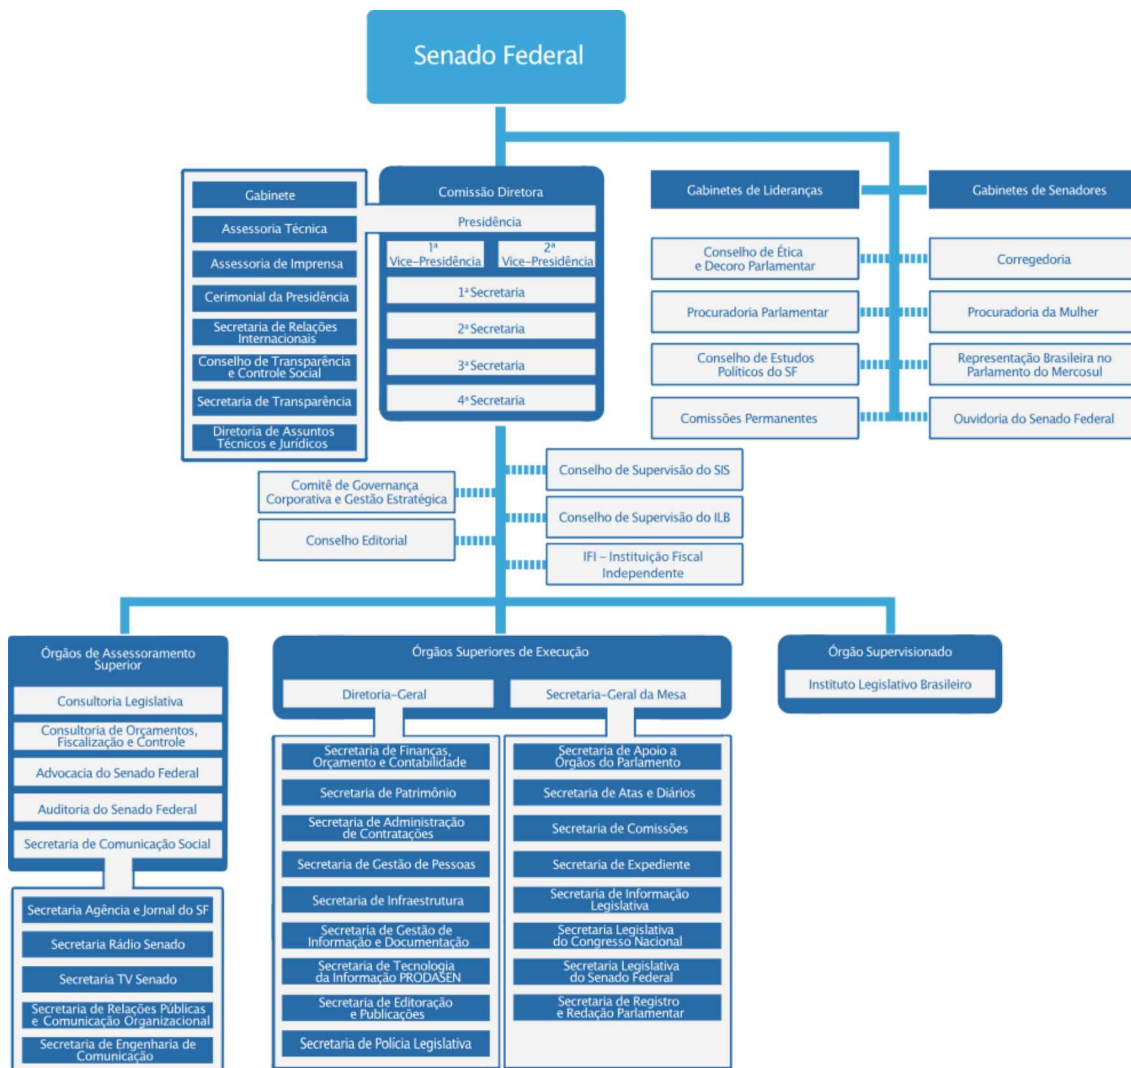 Senado Federal
Gabinete
Assessoria Técnica
Assessoria de Imprensa
Cerimonial da Presidência
Secretaria de Relações
Internacionais
Conselho de Transparência
e Controle Social
Secretaria de Transparência
Diretoria de Assuntos
Técnicos e Jurídicos
Comissão Diretora
Presidência
1ª
Vice-Presidência
2ª
Vice-Presidência
1ª Secretaria
2ª Secretaria
3ª Secretaria
4ª Secretaria
Gabinetes de Lideranças
Gabinetes de Senadores
Conselho de Ética
e Decoro Parlamentar
Corregedoria
Procuradoria Parlamentar
Procuradoria da Mulher
Conselho de Estudos
Políticos do SF
Representação Brasileira no
Parlamento do Mercosul
Comissões Permanentes
Ouvidoria do Senado Federal
Comitê de Governança
Corporativa e Gestão Estratégica
Conselho Editorial
Conselho de Supervisão do SIS
Conselho de Supervisão do ILB
IFI – Instituição Fiscal
Independente
Órgãos de Assessoramento
Superior
Consultoria Legislativa
Consultoria de Orçamentos,
Fiscalização e Controle
Advocacia do Senado Federal
Auditoria do Senado Federal
Secretaria de Comunicação Social
Secretaria Agência e Jornal do SF
Secretaria Rádio Senado
Secretaria TV Senado
Secretaria de Relações Públicas
e Comunicação Organizacional
Secretaria de Engenharia de
Comunicação
Órgãos Superiores de Execução
Diretoria-Geral
Secretaria-Geral da Mesa
Secretaria de Finanças,
Orçamento e Contabilidade
Secretaria de Patrimônio
Secretaria de Administração
de Contratações
Secretaria de Gestão de Pessoas
Secretaria de Infraestrutura
Secretaria de Gestão de
Informação e Documentação
Secretaria de Tecnologia
da Informação PRODASEN
Secretaria de Editoração
e Publicações
Secretaria de Polícia Legislativa
Secretaria de Apoio a
Órgãos do Parlamento
Secretaria de Atas e Diários
Secretaria de Comissões
Secretaria de Expediente
Secretaria de Informação
Legislativa
Secretaria Legislativa
do Congresso Nacional
Secretaria Legislativa
do Senado Federal
Secretaria de Registro
e Redação Parlamentar
Órgão Supervisionado
Instituto Legislativo Brasileiro